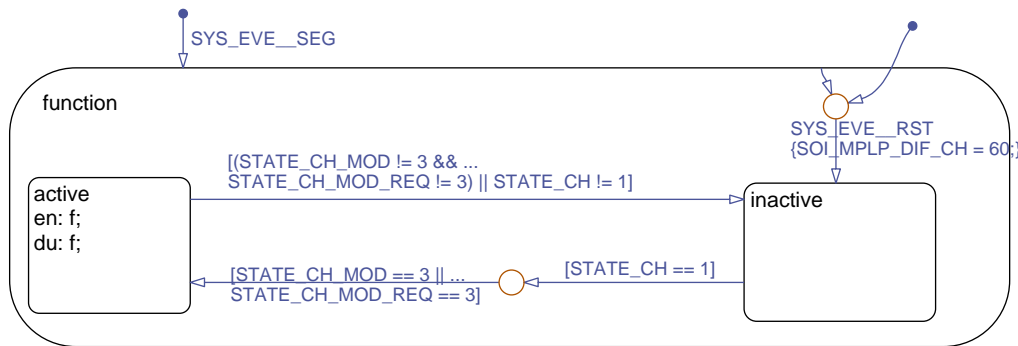 SYS_EVE__SEG
function
SYS_EVE__RST
{SOI_MPLP_DIF_CH = 60;}
[(STATE_CH_MOD != 3 && ...
STATE_CH_MOD_REQ != 3) || STATE_CH != 1]
active
en: f;
du: f;
inactive
[STATE_CH_MOD == 3 || ...
STATE_CH_MOD_REQ == 3]
[STATE_CH == 1]